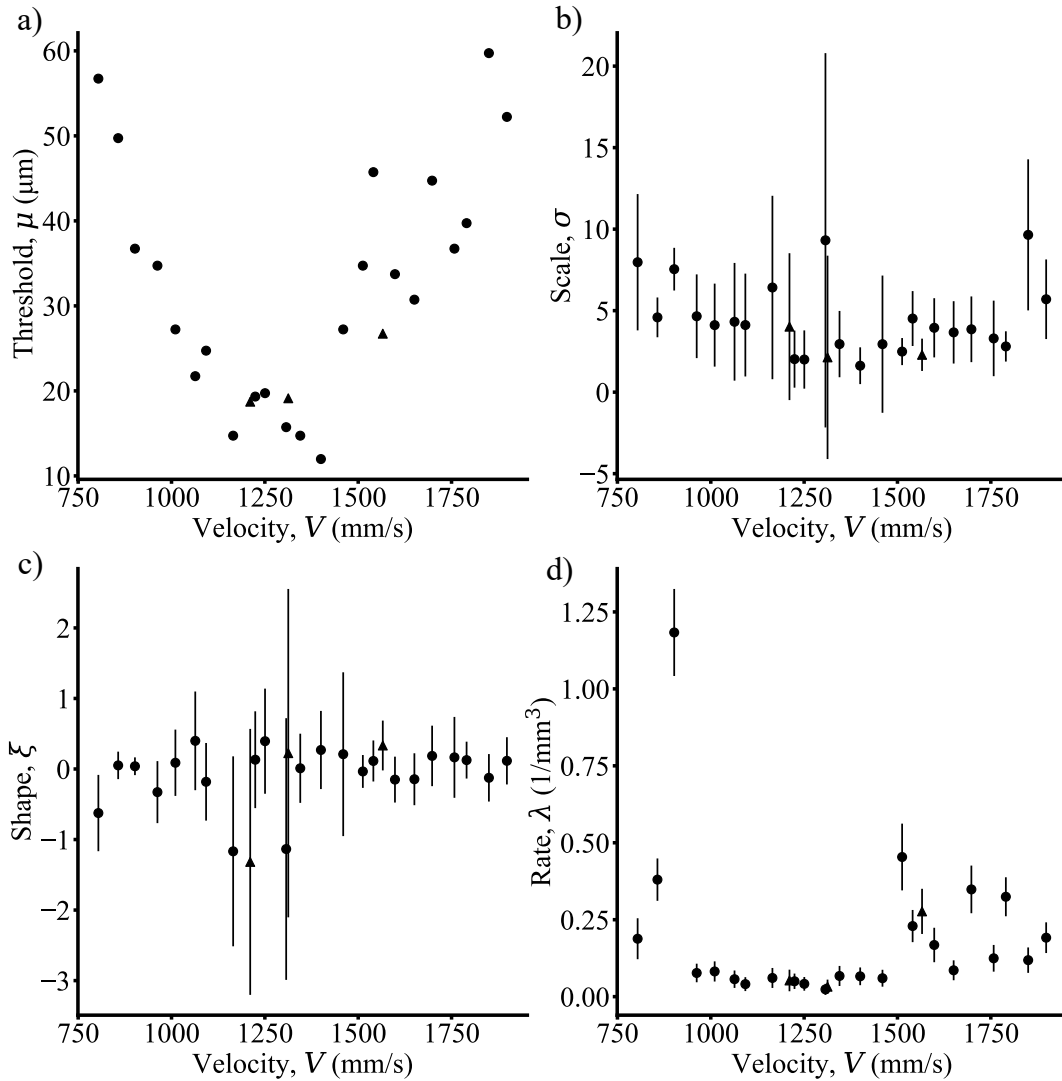 a)
Threshold, μ (μm)
60
50
40
30
20
10
750 1000 1250 1500 1750
Velocity, V (mm/s)
b)
Scale, σ
20
15
10
5
0
−5
750 1000 1250 1500 1750
Velocity, V (mm/s)
c)
Shape, ξ
2
1
0
−1
−2
−3
750 1000 1250 1500 1750
Velocity, V (mm/s)
d)
Rate, λ (1/mm³)
1.25
1.00
0.75
0.50
0.25
0.00
750 1000 1250 1500 1750
Velocity, V (mm/s)